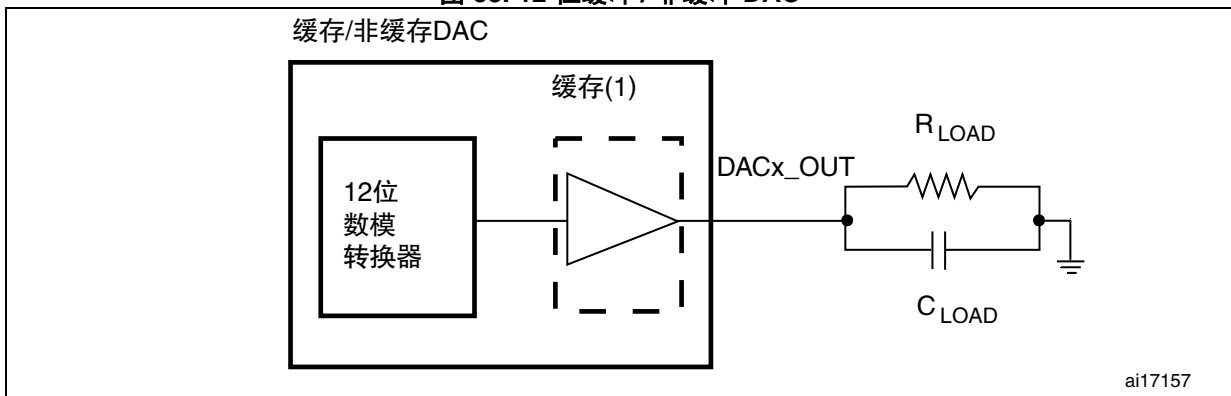 缓存/非缓存DAC
缓存(1)
12位
数模
转换器
DACx_OUT
R LOAD
C LOAD
ai17157